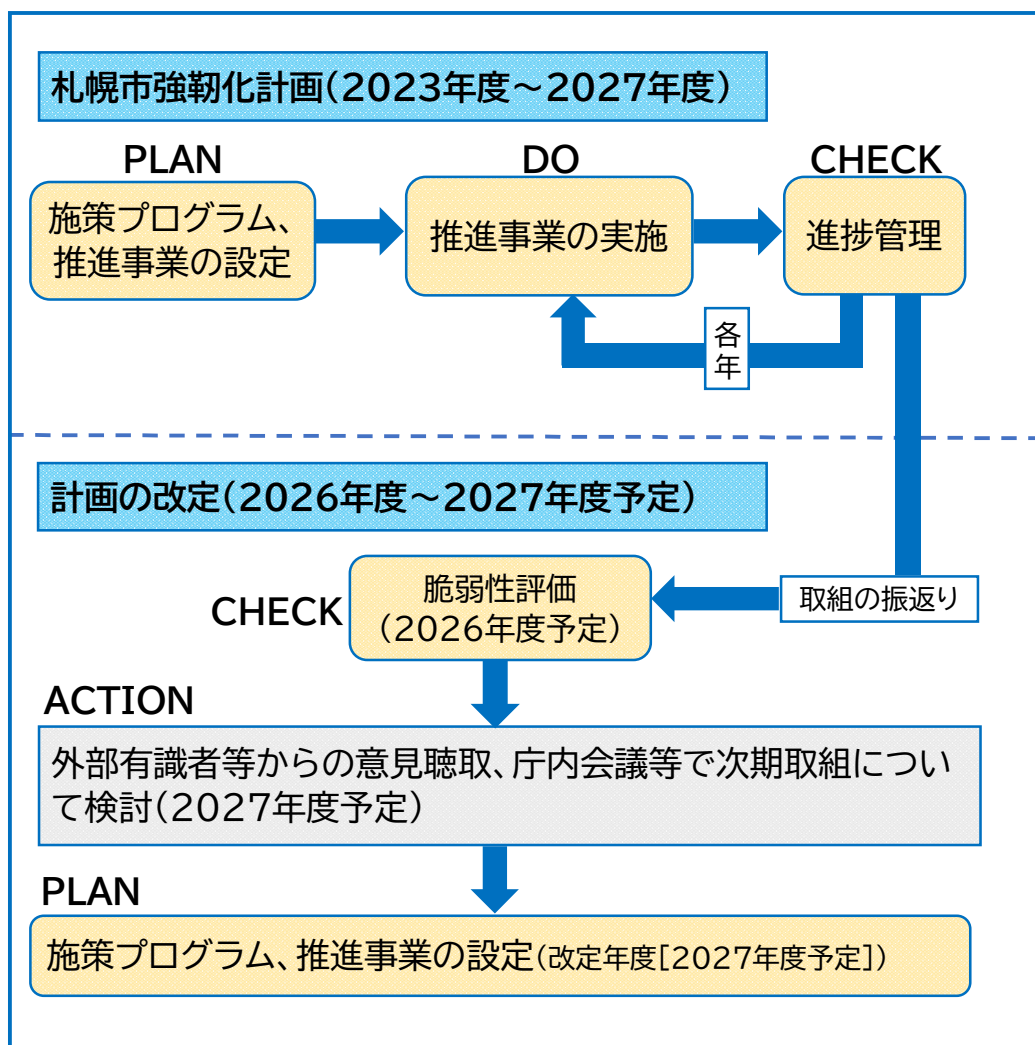 札幌市強靭化計画(2023年度～2027年度)
PLAN
DO
CHECK
施策プログラム、
推進事業の設定
推進事業の実施
進捗管理
各
年
計画の改定(2026年度～2027年度予定)
CHECK
脆弱性評価
(2026年度予定)
取組の振返り
ACTION
外部有識者等からの意見聴取、庁内会議等で次期取組につい
て検討(2027年度予定)
PLAN
施策プログラム、推進事業の設定(改定年度[2027年度予定])